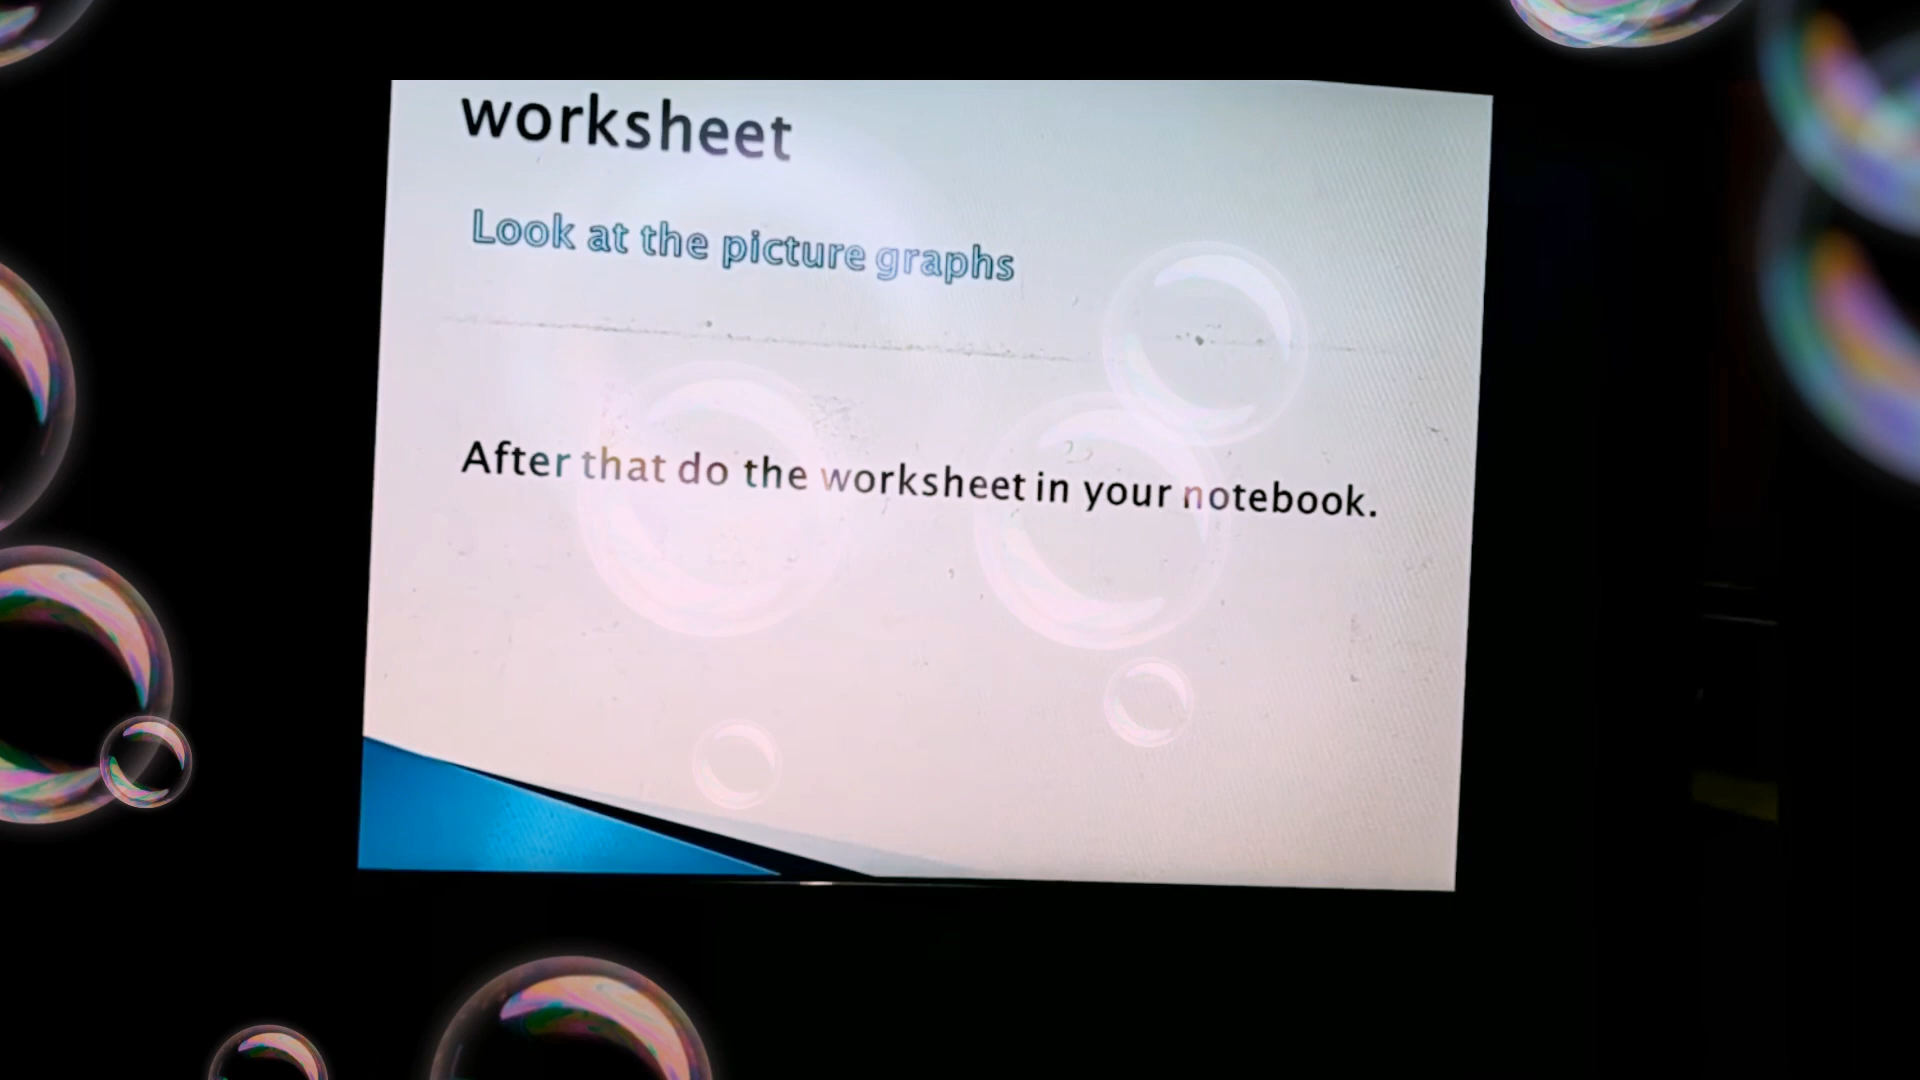 worksheet
Look at the picture graphs
After that do the worksheet in your notebook.